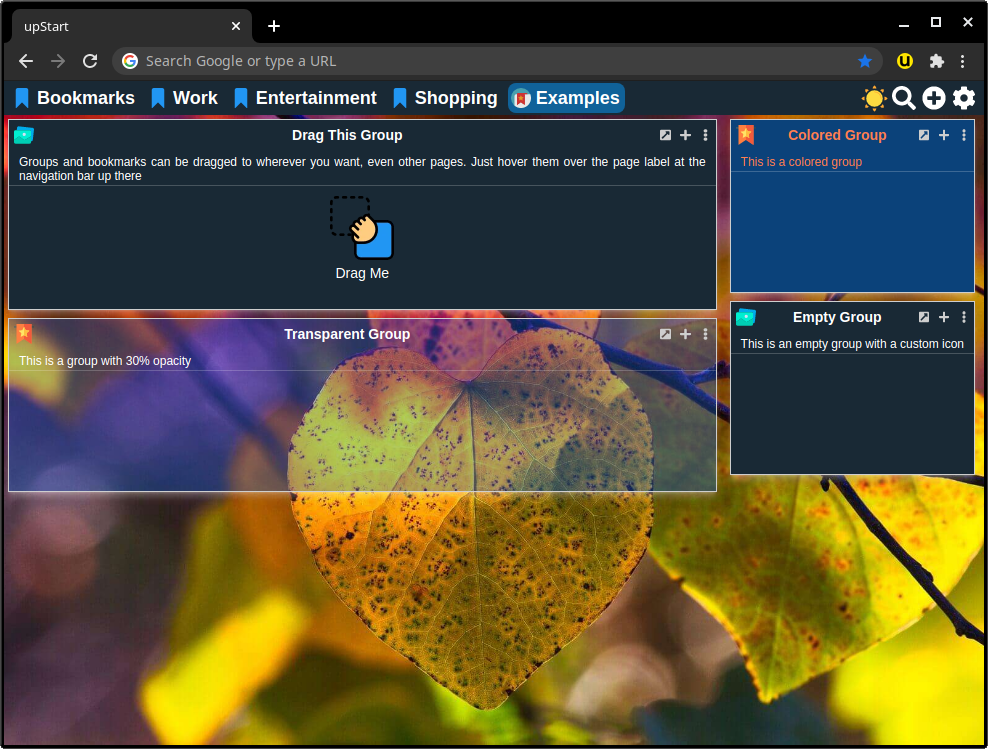 upStart
Search Google or type a URL
Bookmarks Work Entertainment Shopping Examples
Drag This Group
Groups and bookmarks can be dragged to wherever you want, even other pages. Just hover them over the page label at the
navigation bar up there
Drag Me
Transparent Group
This is a group with 30% opacity
Colored Group
This is a colored group
Empty Group
This is an empty group with a custom icon